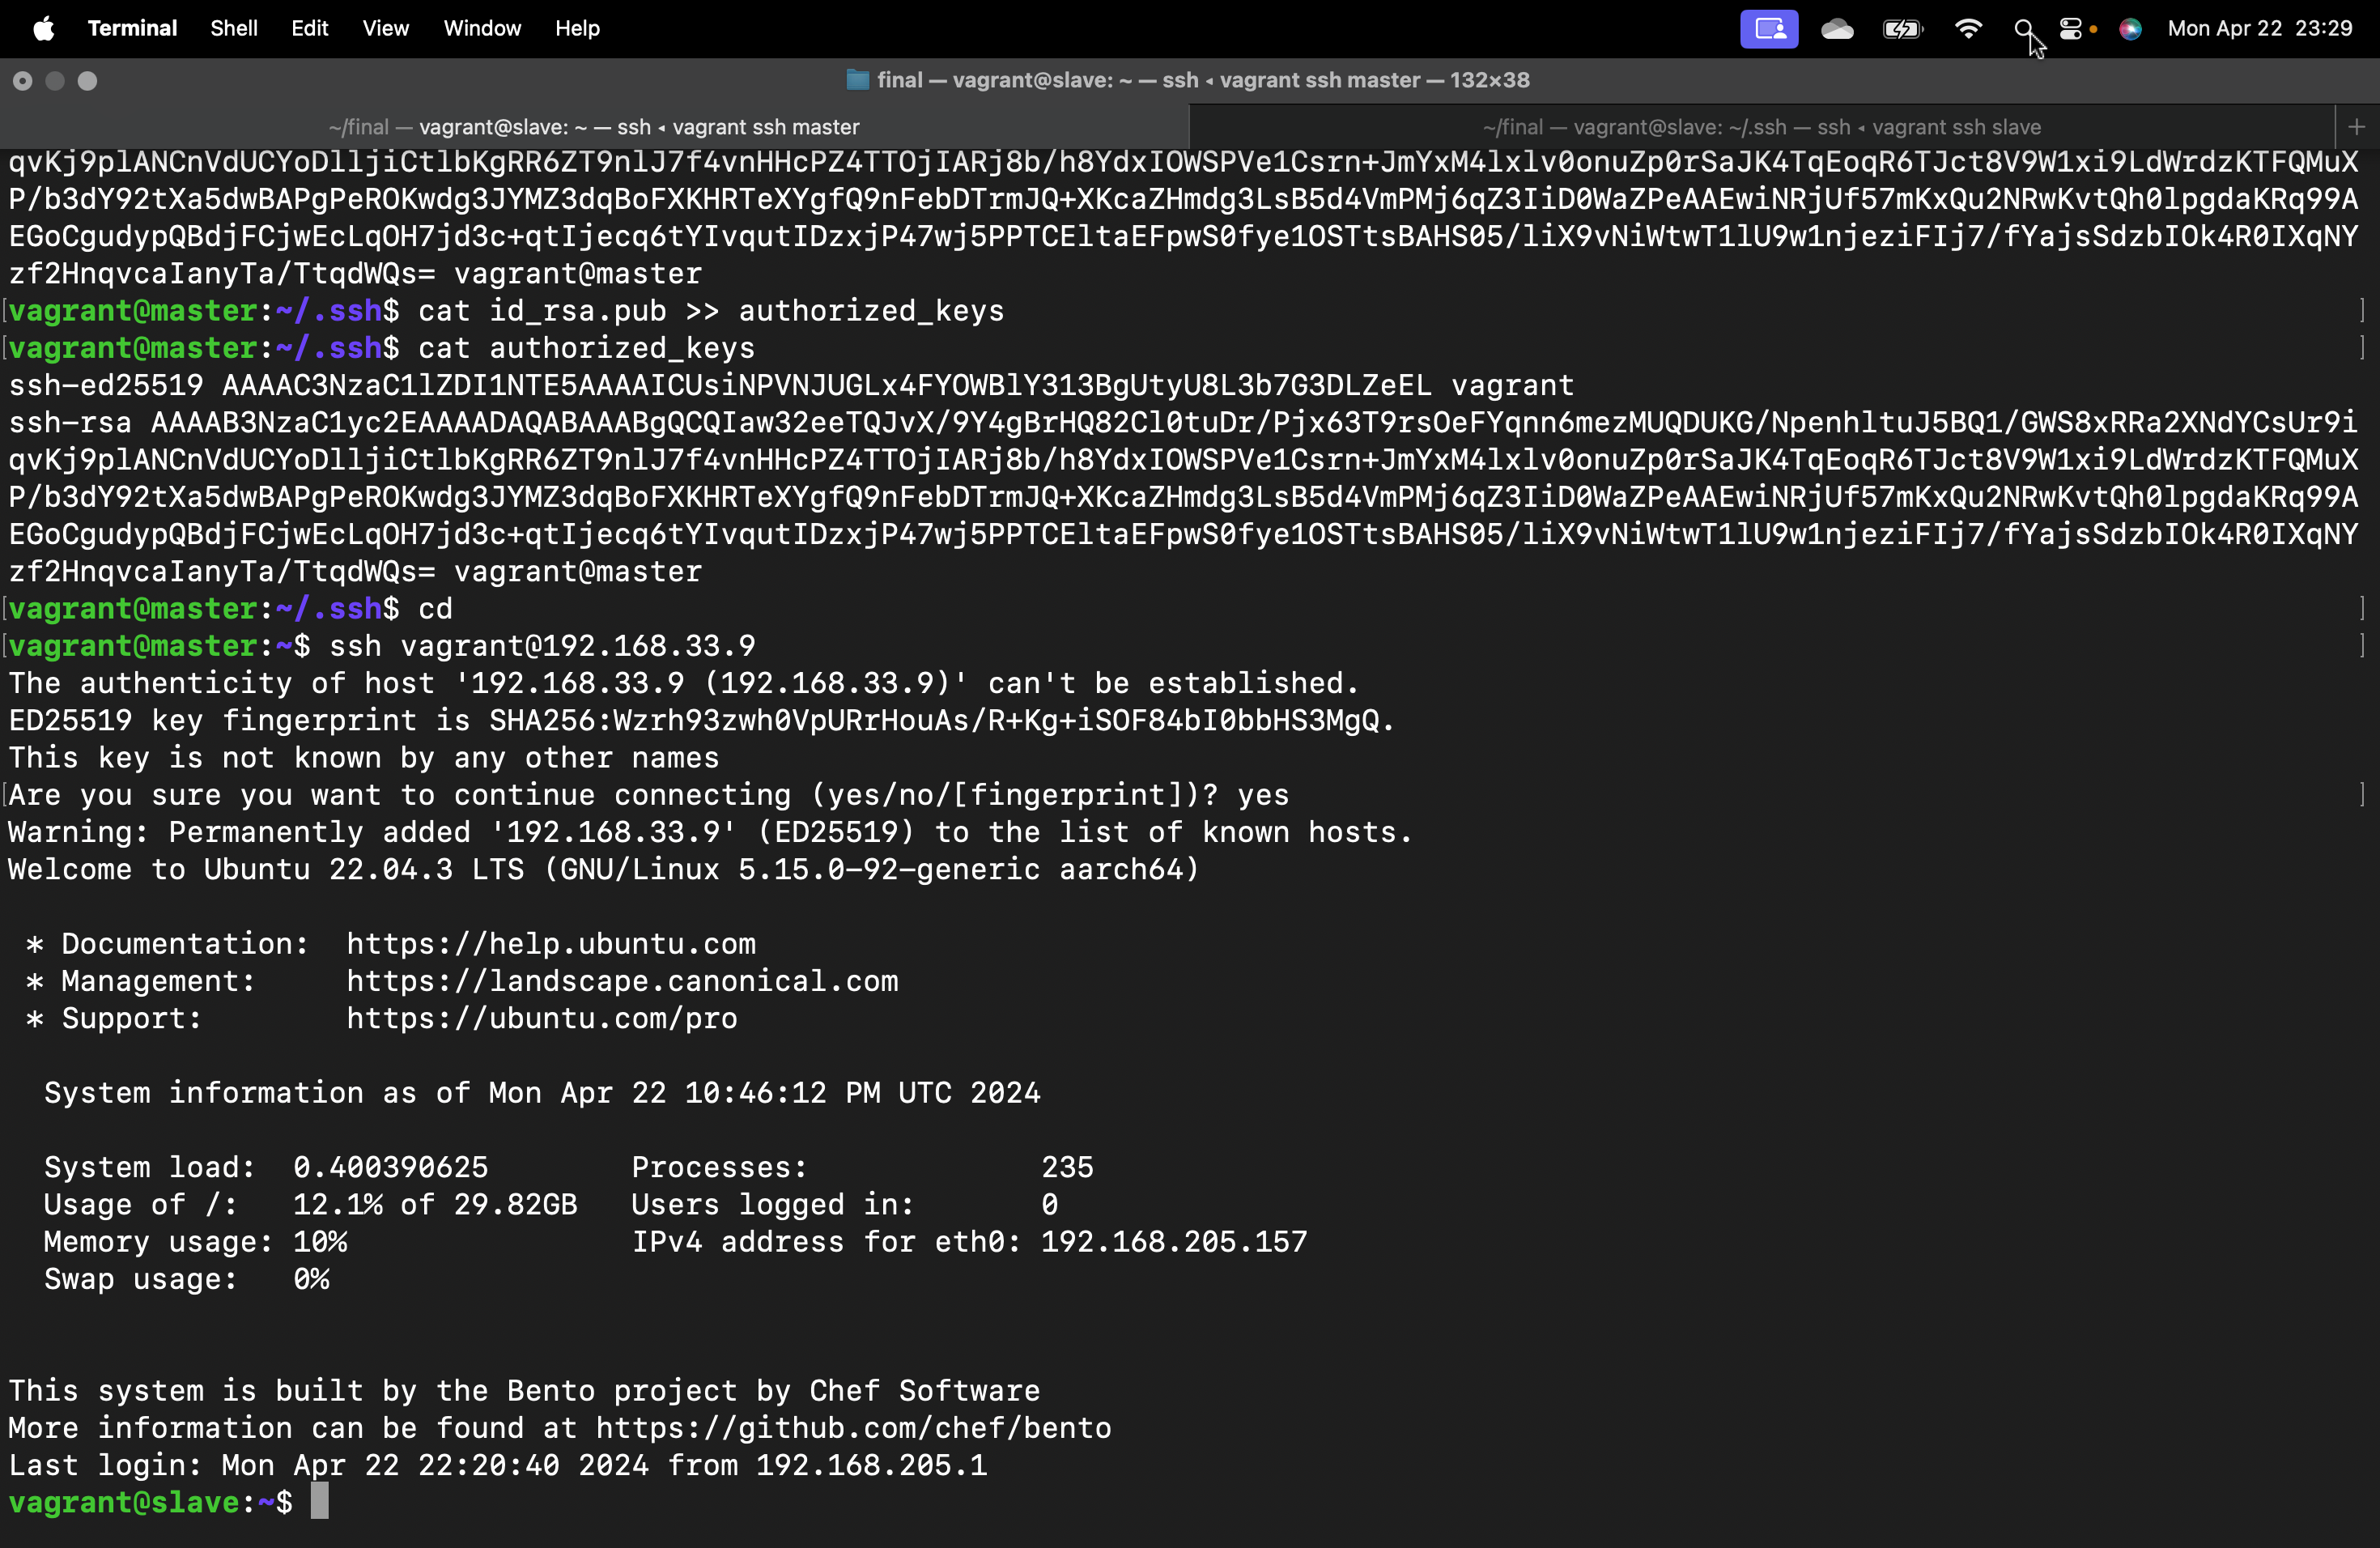 Terminal Shell Edit View Window Help Mon Apr 22 23:29
final — vagrant@slave: ~ — ssh ◂ vagrant ssh master — 132×38
~/final — vagrant@slave: ~ — ssh ◂ vagrant ssh master ~/final — vagrant@slave: ~/.ssh — ssh ◂ vagrant ssh slave +
qvKj9plANCnVdUCYoDlljiCtlbKgRR6ZT9nlJ7f4vnHHcPZ4TTOjIARj8b/h8YdxIOWSPVe1Csrn+JmYxM4lxlv0onuZp0rSaJK4TqEoqR6TJct8V9W1xi9LdWrdzKTFQMuX
P/b3dY92tXa5dwBAPgPeROKwdg3JYMZ3dqBoFXKHRTeXYgfQ9nFebDTrmJQ+XKcaZHmdg3LsB5d4VmPMj6qZ3IiD0WaZPeAAEwiNRjUf57mKxQu2NRwKvtQh0lpgdaKRq99A
EGoCgudypQBdjFCjwEcLqOH7jd3c+qtIjecq6tYIvqutIDzxjP47wj5PPTCEltaEFpwS0fye1OSTtsBAHS05/liX9vNiWtwT1lU9w1njeziFIj7/fYajsSdzbIOk4R0IXqNY
zf2HnqvcaIanyTa/TtqdWQs= vagrant@master
[vagrant@master:~/.ssh$ cat id_rsa.pub >> authorized_keys ]
[vagrant@master:~/.ssh$ cat authorized_keys ]
ssh-ed25519 AAAAC3NzaC1lZDI1NTE5AAAAICUsiNPVNJUGLx4FYOWBlY313BgUtyU8L3b7G3DLZeEL vagrant
ssh-rsa AAAAB3NzaC1yc2EAAAADAQABAAABgQCQIaw32eeTQJvX/9Y4gBrHQ82Cl0tuDr/Pjx63T9rsOeFYqnn6mezMUQDUKG/NpenhltuJ5BQ1/GWS8xRRa2XNdYCsUr9i
qvKj9plANCnVdUCYoDlljiCtlbKgRR6ZT9nlJ7f4vnHHcPZ4TTOjIARj8b/h8YdxIOWSPVe1Csrn+JmYxM4lxlv0onuZp0rSaJK4TqEoqR6TJct8V9W1xi9LdWrdzKTFQMuX
P/b3dY92tXa5dwBAPgPeROKwdg3JYMZ3dqBoFXKHRTeXYgfQ9nFebDTrmJQ+XKcaZHmdg3LsB5d4VmPMj6qZ3IiD0WaZPeAAEwiNRjUf57mKxQu2NRwKvtQh0lpgdaKRq99A
EGoCgudypQBdjFCjwEcLqOH7jd3c+qtIjecq6tYIvqutIDzxjP47wj5PPTCEltaEFpwS0fye1OSTtsBAHS05/liX9vNiWtwT1lU9w1njeziFIj7/fYajsSdzbIOk4R0IXqNY
zf2HnqvcaIanyTa/TtqdWQs= vagrant@master
[vagrant@master:~/.ssh$ cd ]
[vagrant@master:~$ ssh vagrant@192.168.33.9 ]
The authenticity of host '192.168.33.9 (192.168.33.9)' can't be established.
ED25519 key fingerprint is SHA256:Wzrh93zwh0VpURrHouAs/R+Kg+iSOF84bI0bbHS3MgQ.
This key is not known by any other names
[Are you sure you want to continue connecting (yes/no/[fingerprint])? yes ]
Warning: Permanently added '192.168.33.9' (ED25519) to the list of known hosts.
Welcome to Ubuntu 22.04.3 LTS (GNU/Linux 5.15.0-92-generic aarch64)
* Documentation: https://help.ubuntu.com
* Management: https://landscape.canonical.com
* Support: https://ubuntu.com/pro
System information as of Mon Apr 22 10:46:12 PM UTC 2024
System load: 0.400390625 Processes: 235
Usage of /: 12.1% of 29.82GB Users logged in: 0
Memory usage: 10% IPv4 address for eth0: 192.168.205.157
Swap usage: 0%
This system is built by the Bento project by Chef Software
More information can be found at https://github.com/chef/bento
Last login: Mon Apr 22 22:20:40 2024 from 192.168.205.1
vagrant@slave:~$